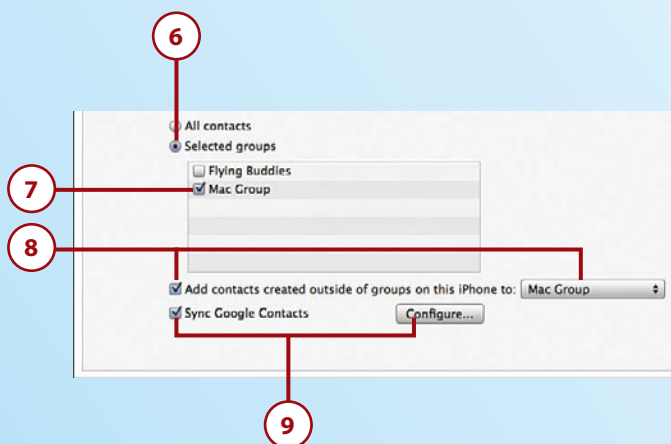 6
All contacts
Selected groups
Flying Buddies
7
Mac Group
8
Add contacts created outside of groups on this iPhone to: Mac Group
Sync Google Contacts Configure...
9